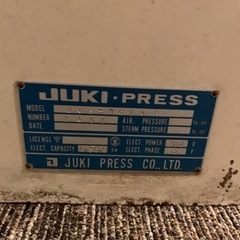 JUKI·PRESS
MODEL
NUMBER AIR. PRESSURE
DATE STEAM PRESSURE
LICENSE ELECT. POWER
ELECT. CAPACITY ELECT. PHASE
JUKI PRESS CO., LTD.